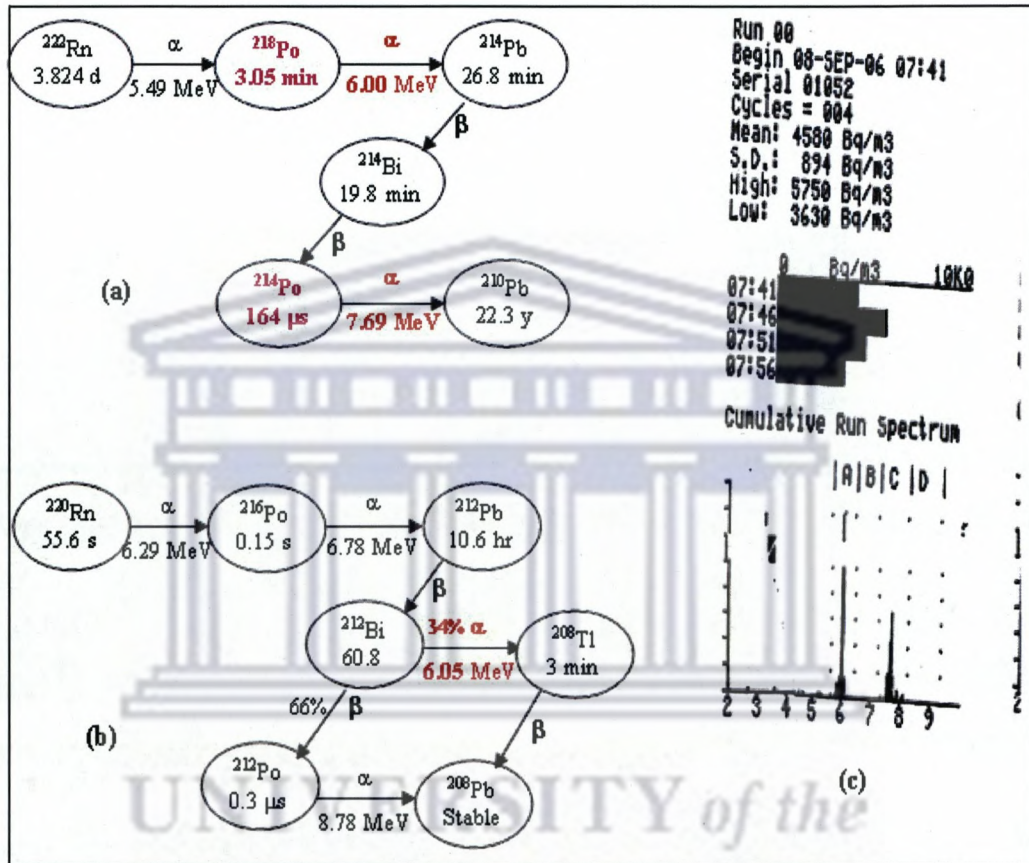 ²²²Rn
3.824 d
α
5.49 MeV
²¹⁸Po
3.05 min
α
6.00 MeV
²¹⁴Pb
26.8 min
β
²¹⁴Bi
19.8 min
β
(a)
²¹⁴Po
164 μs
α
7.69 MeV
²¹⁰Pb
22.3 y
²²⁰Rn
55.6 s
α
6.29 MeV
²¹⁶Po
0.15 s
α
6.78 MeV
²¹²Pb
10.6 hr
β
²¹²Bi
60.8
34% α
6.05 MeV
²⁰⁸Tl
3 min
66%
β
β
(b)
²¹²Po
0.3 μs
α
8.78 MeV
²⁰⁸Pb
Stable
Run 00
Begin 08-SEP-06 07:41
Serial 01052
Cycles = 004
Mean: 4580 Bq/m3
S.D.: 894 Bq/m3
High: 5750 Bq/m3
Low: 3630 Bq/m3
0 Bq/m3 10K0
07:41
07:46
07:51
07:56
Cumulative Run Spectrum
|A|B|C |D |
2 3 4 5 6 7 8 9
(c)
UNIVERSITY of the